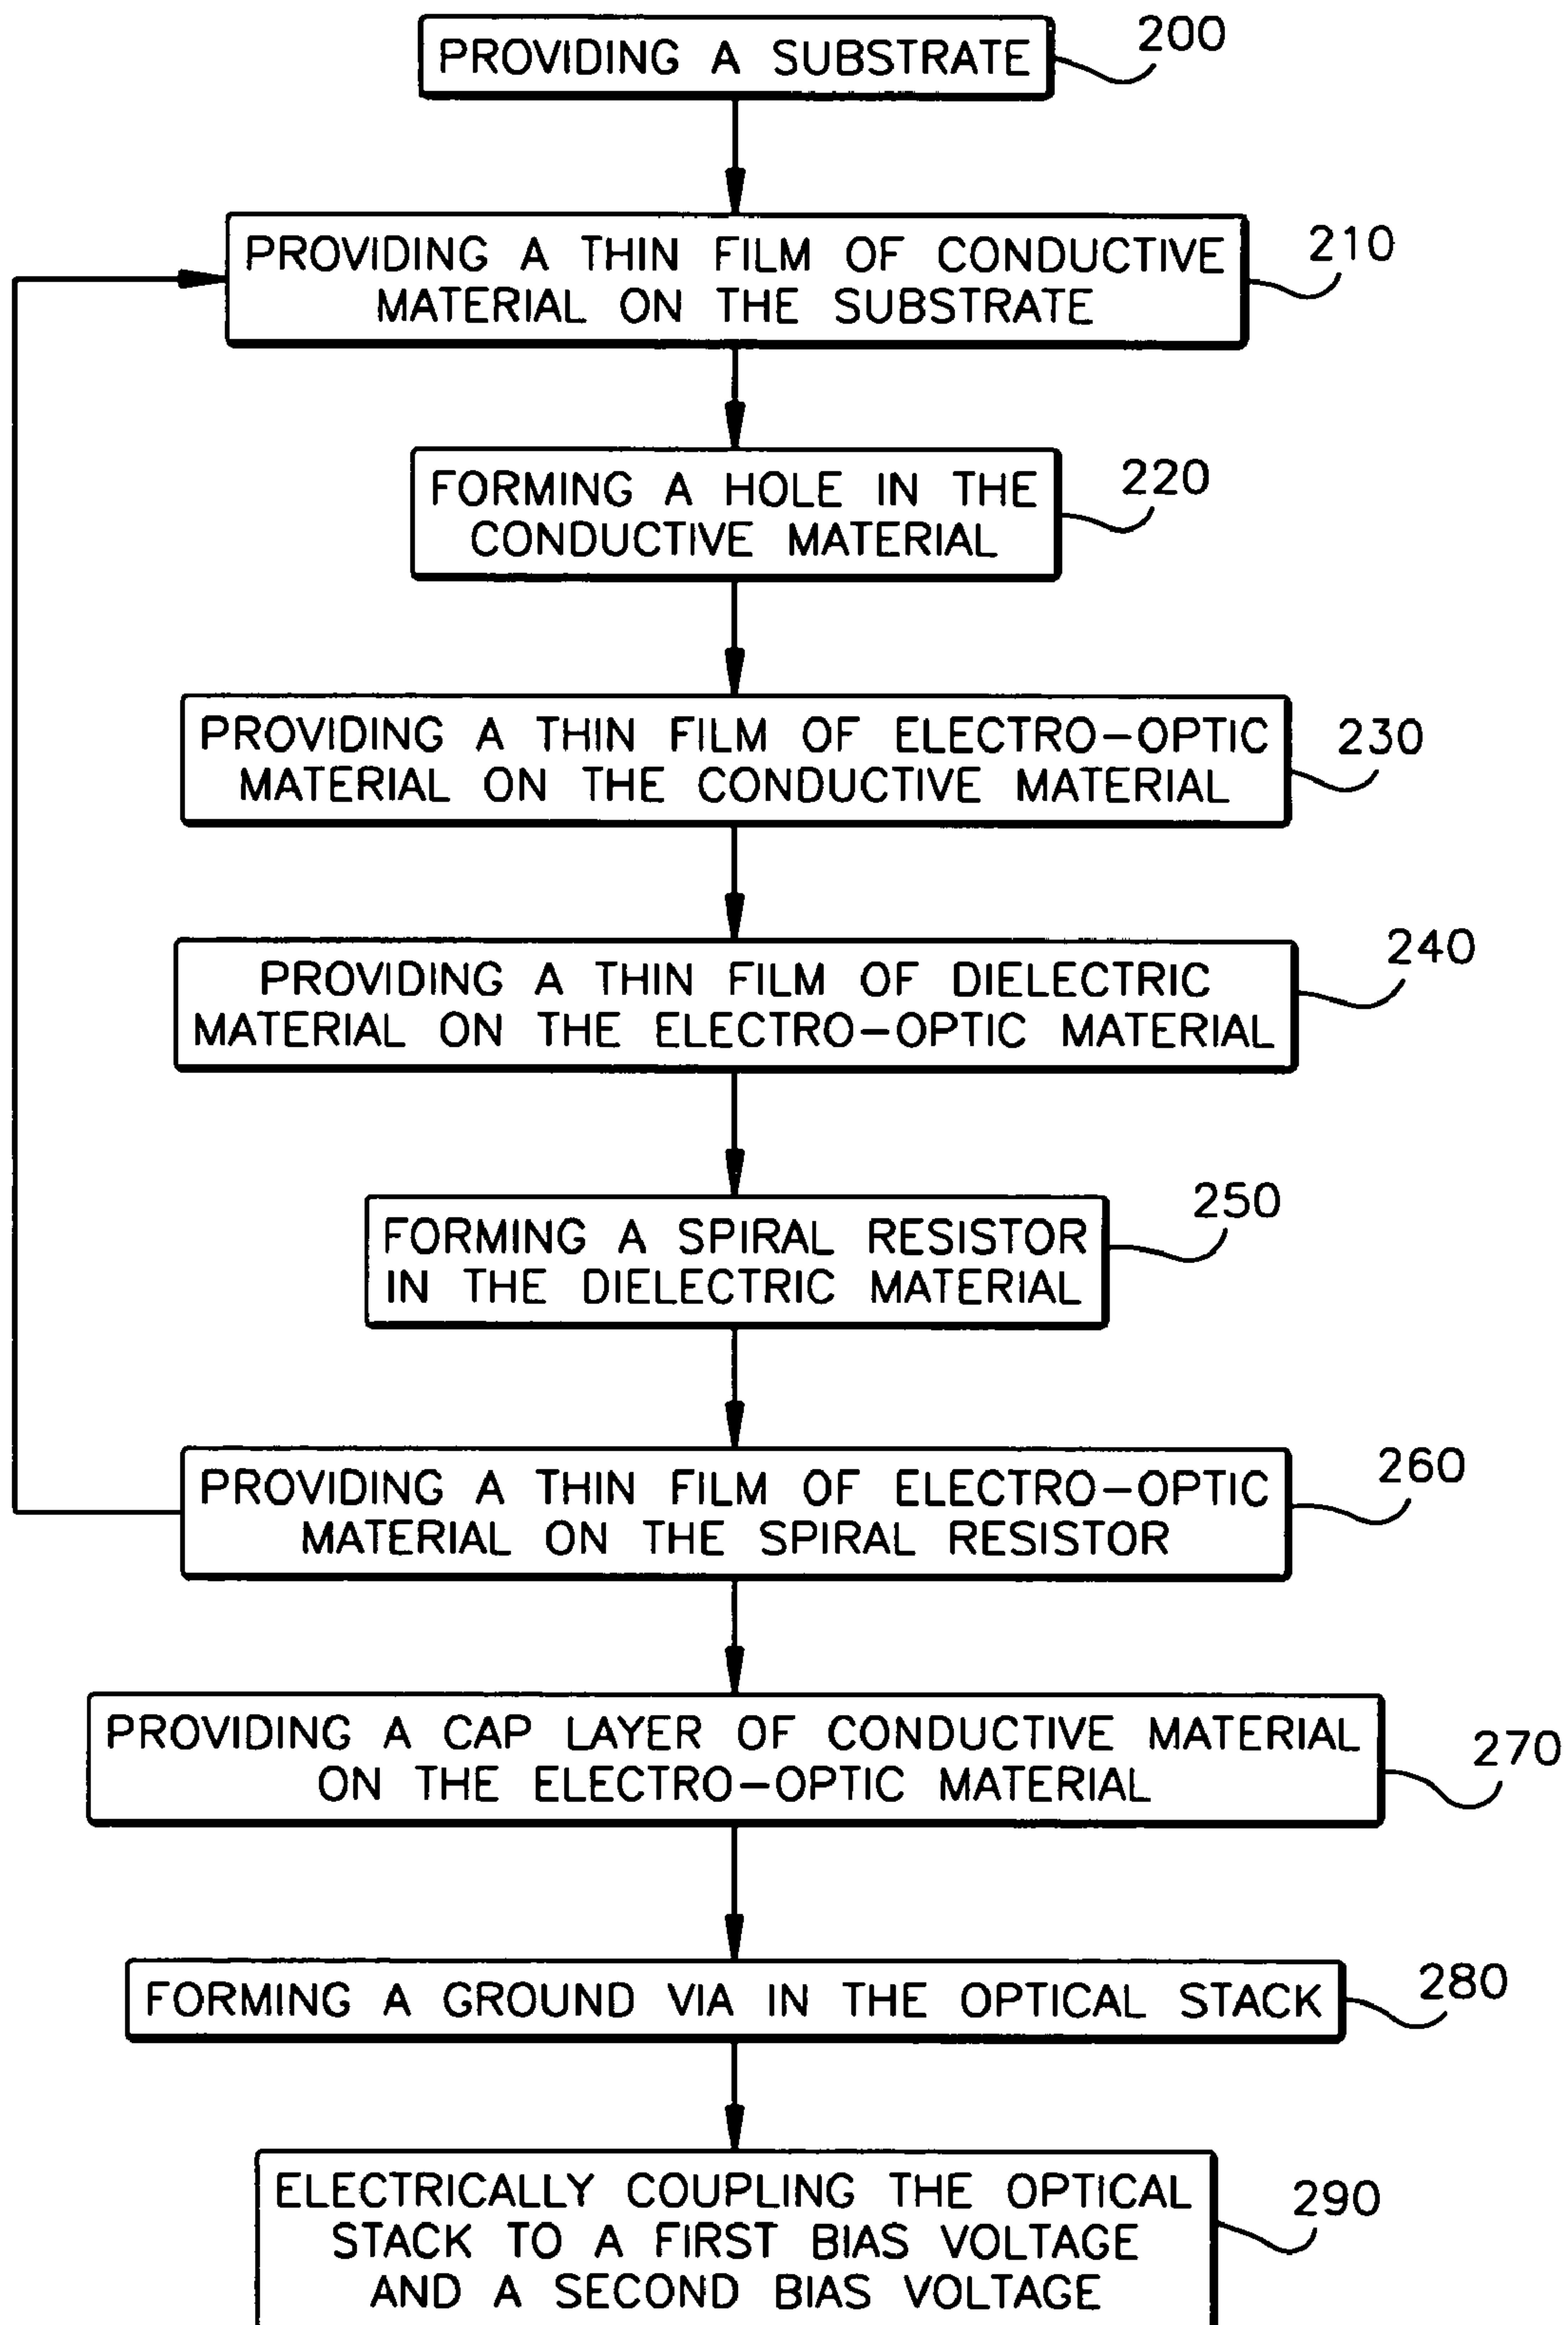 PROVIDING A SUBSTRATE
200
PROVIDING A THIN FILM OF CONDUCTIVE
MATERIAL ON THE SUBSTRATE
210
FORMING A HOLE IN THE
CONDUCTIVE MATERIAL
220
PROVIDING A THIN FILM OF ELECTRO-OPTIC
MATERIAL ON THE CONDUCTIVE MATERIAL
230
PROVIDING A THIN FILM OF DIELECTRIC
MATERIAL ON THE ELECTRO-OPTIC MATERIAL
240
FORMING A SPIRAL RESISTOR
IN THE DIELECTRIC MATERIAL
250
PROVIDING A THIN FILM OF ELECTRO-OPTIC
MATERIAL ON THE SPIRAL RESISTOR
260
PROVIDING A CAP LAYER OF CONDUCTIVE MATERIAL
ON THE ELECTRO-OPTIC MATERIAL
270
FORMING A GROUND VIA IN THE OPTICAL STACK
280
ELECTRICALLY COUPLING THE OPTICAL
STACK TO A FIRST BIAS VOLTAGE
AND A SECOND BIAS VOLTAGE
290